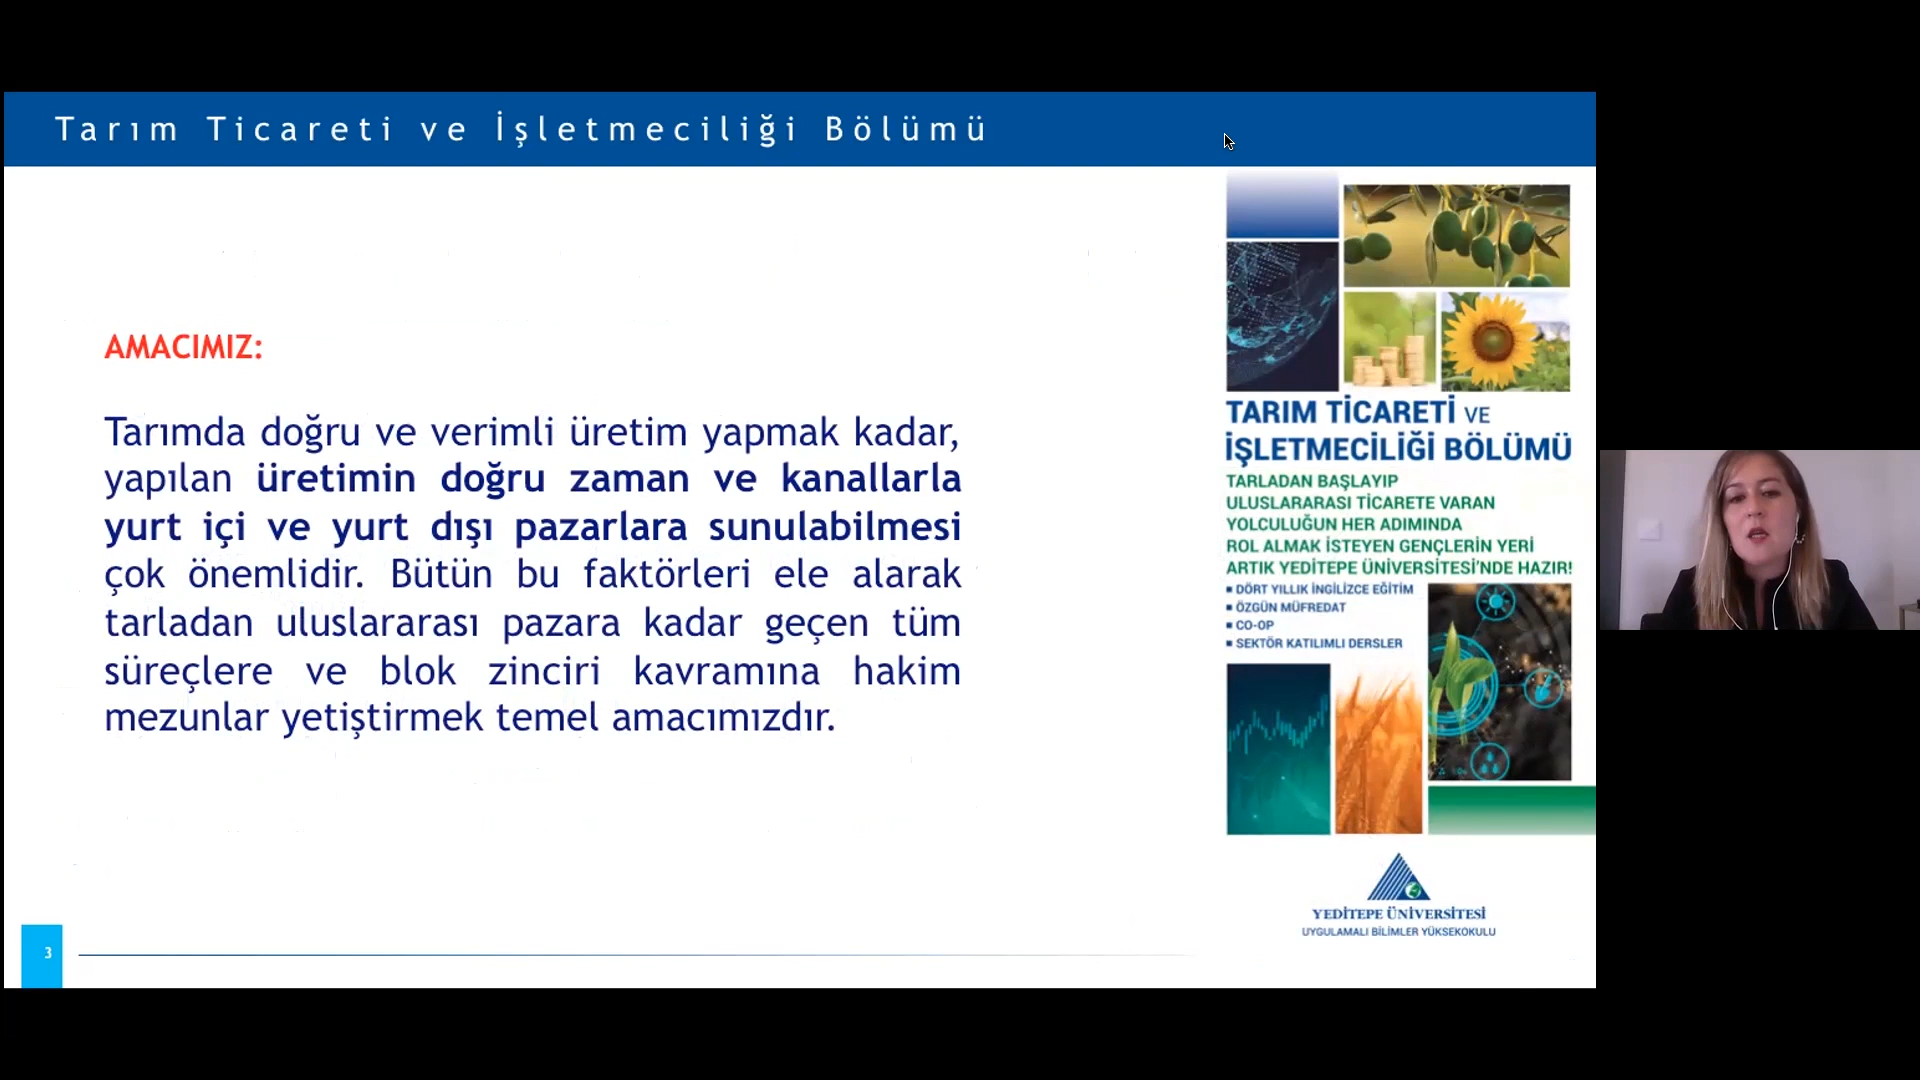 Tarım Ticareti ve İşletmeciliği Bölümü
AMACIMIZ:
Tarımda doğru ve verimli üretim yapmak kadar,
yapılan üretimin doğru zaman ve kanallarla
yurt içi ve yurt dışı pazarlara sunulabilmesi
çok önemlidir. Bütün bu faktörleri ele alarak
tarladan uluslararası pazara kadar geçen tüm
süreçlere ve blok zinciri kavramına hakim
mezunlar yetiştirmek temel amacımızdır.
TARIM TİCARETİ VE
İŞLETMECİLİĞİ BÖLÜMÜ
TARLADAN BAŞLAYIP
ULUSLARARASI TİCARETE VARAN
YOLCULUĞUN HER ADIMINDA
ROL ALMAK İSTEYEN GENÇLERİN YERİ
ARTIK YEDİTEPE ÜNİVERSİTESİ'NDE HAZIR!
▪ DÖRT YILLIK İNGİLİZCE EĞİTİM
▪ ÖZGÜN MÜFREDAT
▪ CO-OP
▪ SEKTÖR KATILIMLI DERSLER
YEDİTEPE ÜNİVERSİTESİ
UYGULAMALI BİLİMLER YÜKSEKOKULU
3